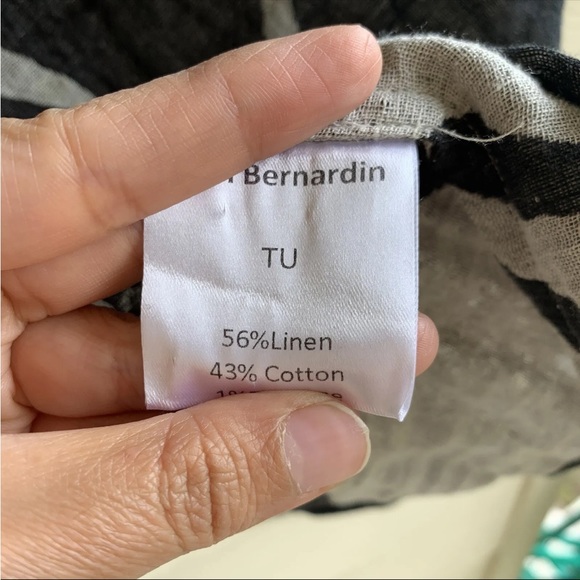 Bernardin
TU
56%Linen
43% Cotton